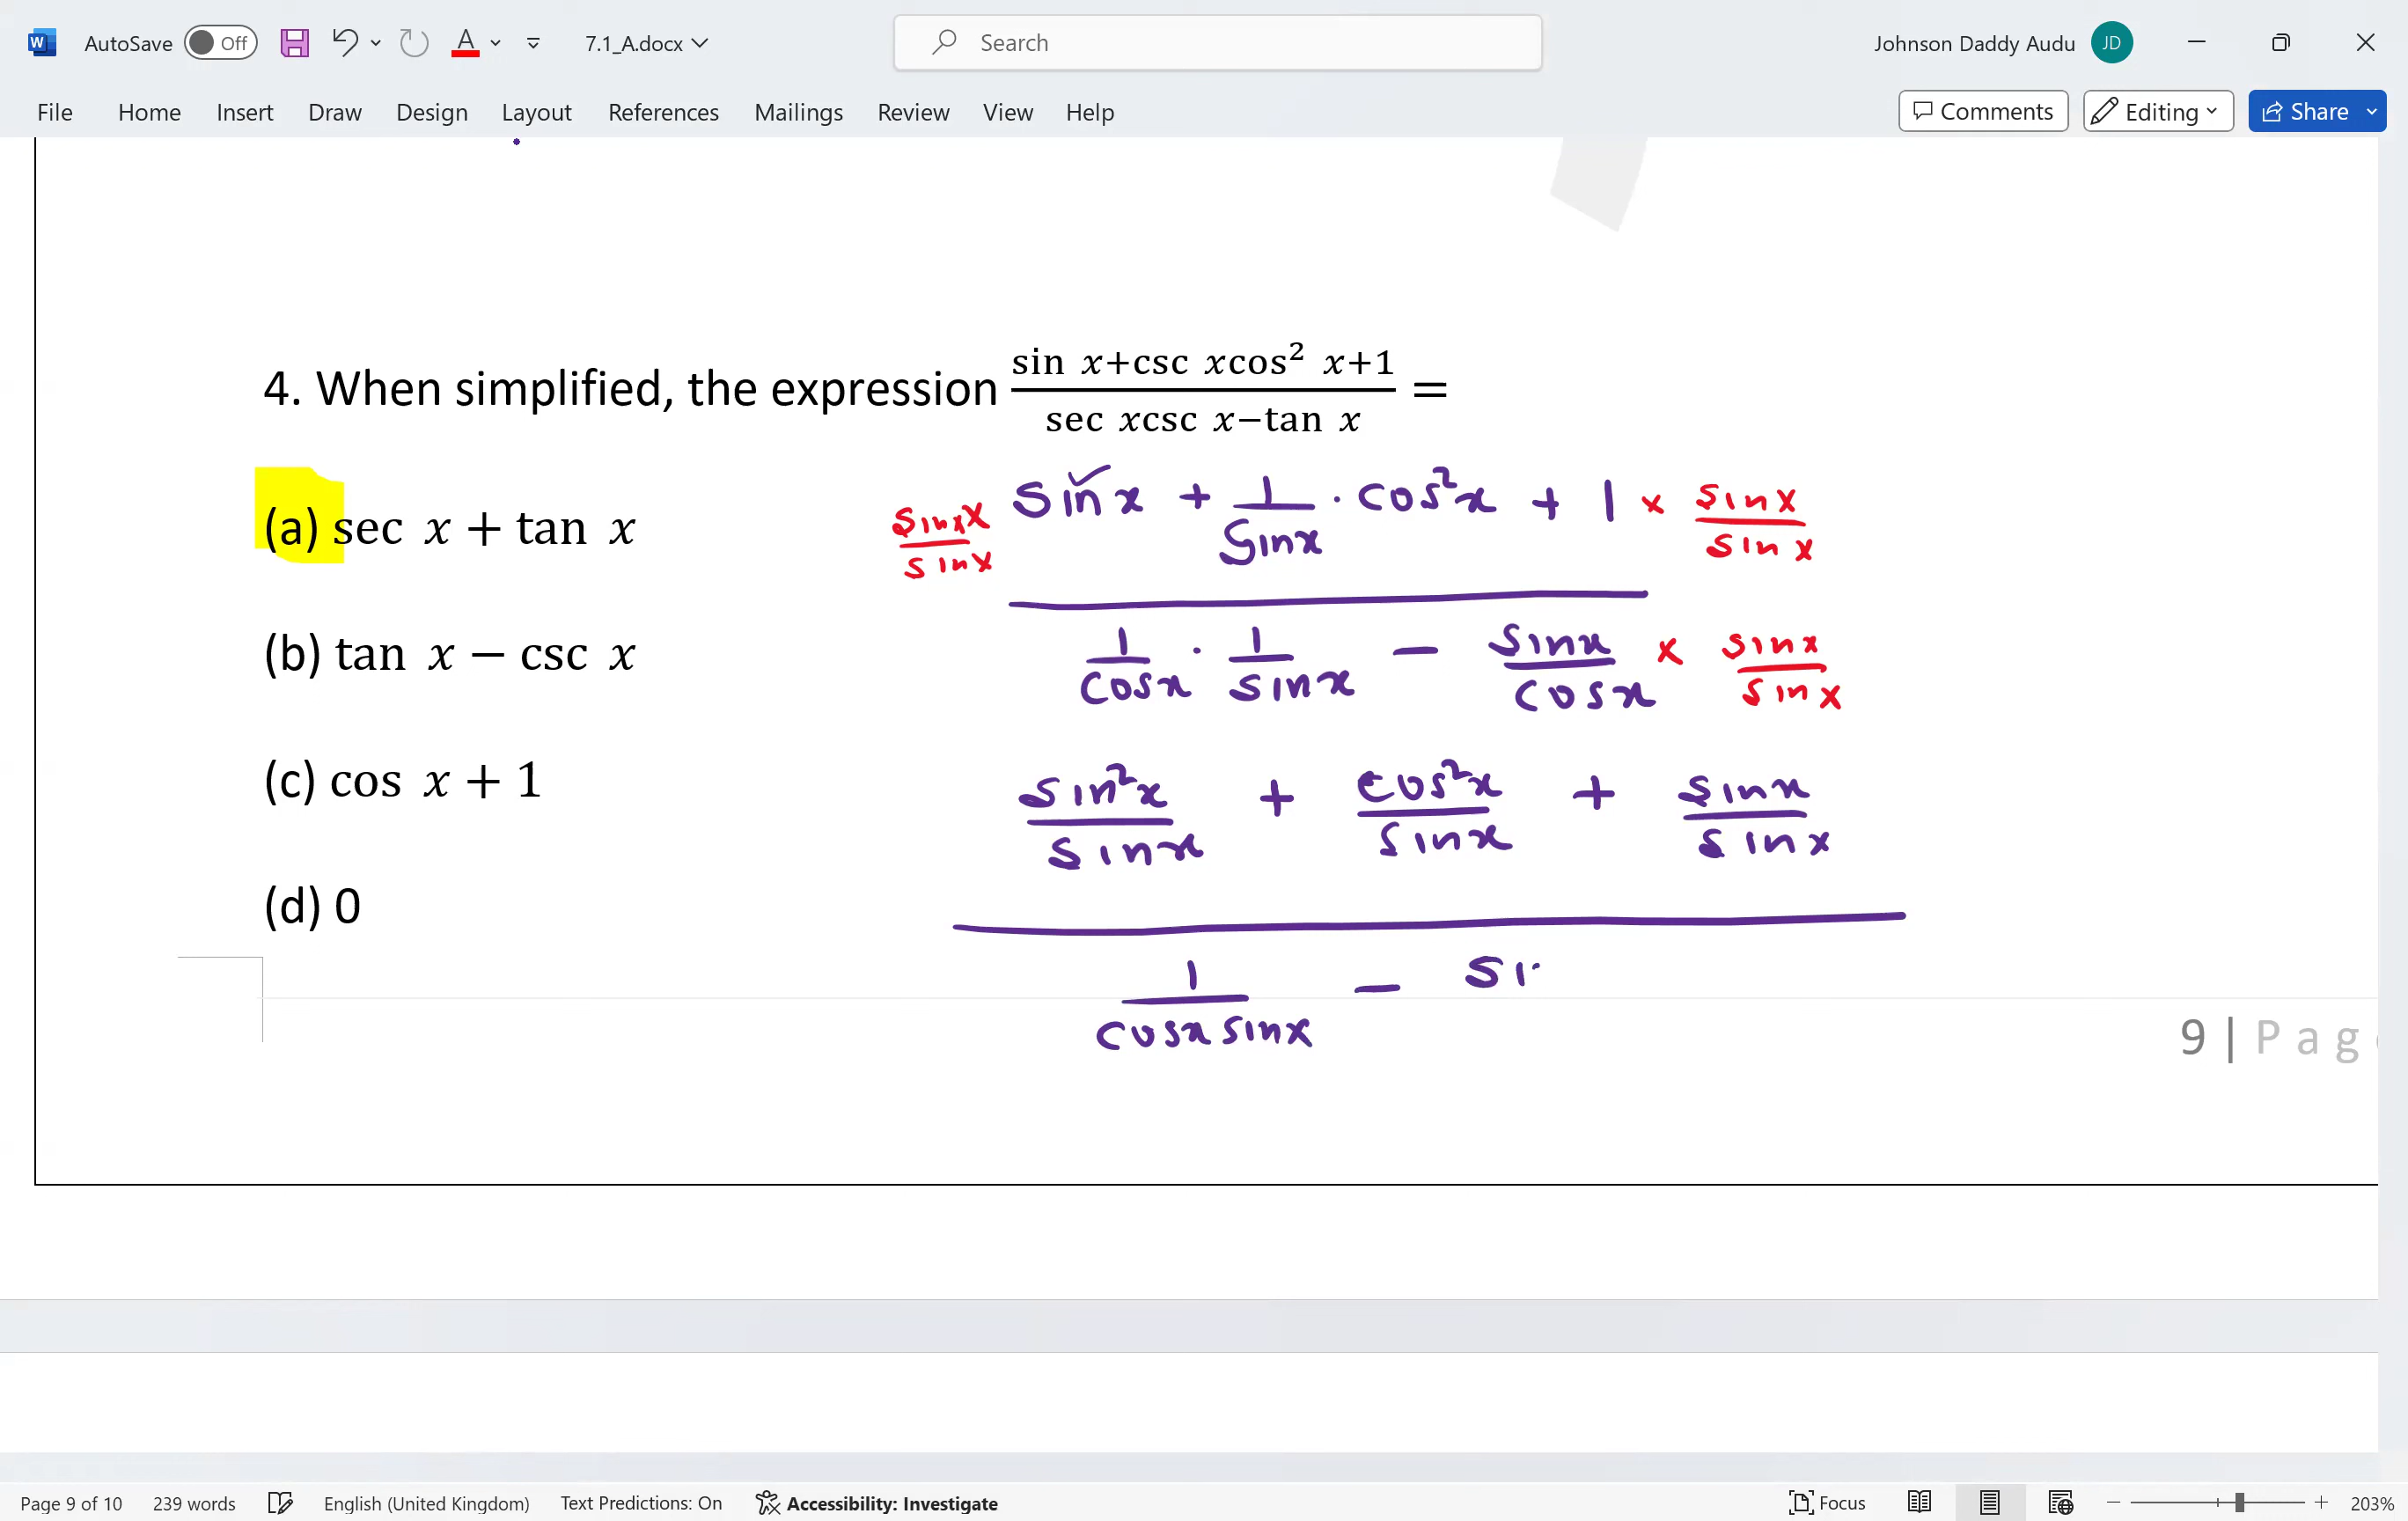 AutoSave Off A 7.1_A.docx Search Johnson Daddy Audu JD
File Home Insert Draw Design Layout References Mailings Review View Help Comments Editing Share
4. When simplified, the expression (sin x+csc xcos² x+1)/(sec xcsc x−tan x) =
(a) sec x + tan x
(b) tan x − csc x
(c) cos x + 1
(d) 0
sinx/sinx × sinx + 1/sinx · cos²x + 1 × sinx/sinx
1/cosx · 1/sinx − sinx/cosx × sinx/sinx
sin²x/sinx + cos²x/sinx + sinx/sinx
1/cosx sinx −
9 | Pag
Page 9 of 10 239 words English (United Kingdom) Text Predictions: On Accessibility: Investigate Focus 203%